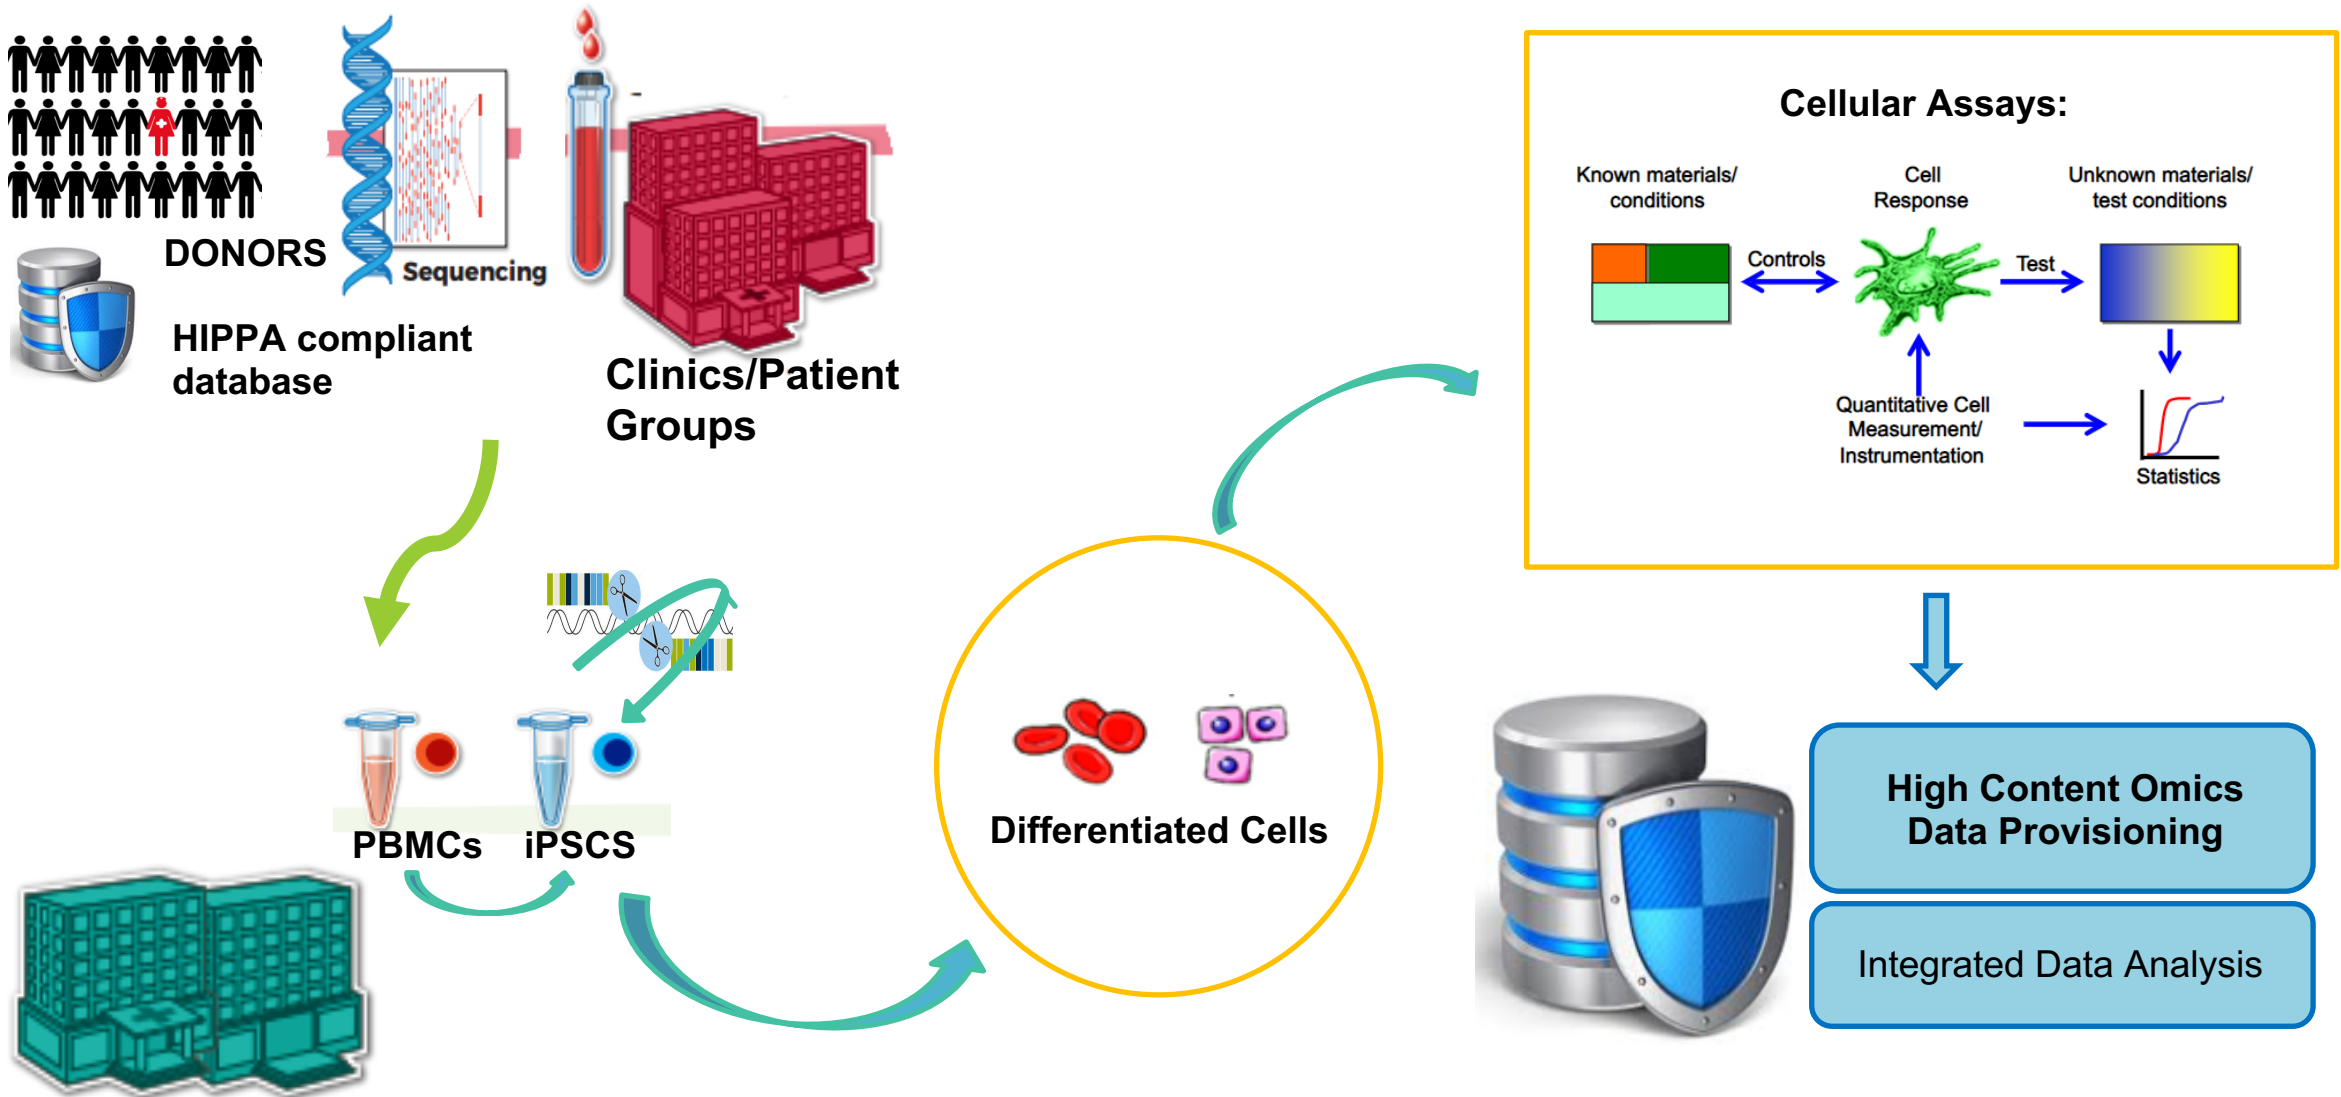 DONORS
Sequencing
HIPPA compliant
database
Clinics/Patient
Groups
PBMCs
iPSCS
Differentiated Cells
Cellular Assays:
Known materials/
conditions
Cell
Response
Unknown materials/
test conditions
Controls
Test
Quantitative Cell
Measurement/
Instrumentation
Statistics
High Content Omics
Data Provisioning
Integrated Data Analysis